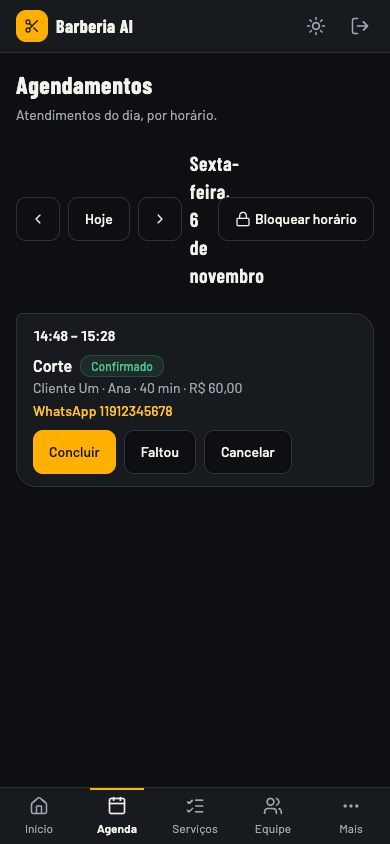 Barberia AI
Agendamentos
Atendimentos do dia, por horário.
Hoje
Sexta-
feira,
6
de
novembro
Bloquear horário
14:48 – 15:28
Corte Confirmado
Cliente Um · Ana · 40 min · R$ 60,00
WhatsApp 11912345678
Concluir Faltou Cancelar
Início Agenda Serviços Equipe Mais